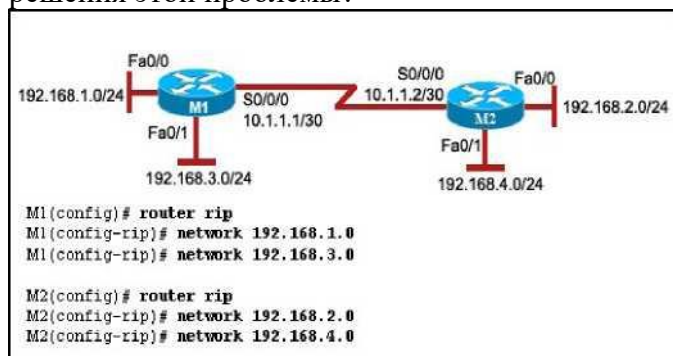 решения этой проблемы?
Fa0/0
192.168.1.0/24
M1
S0/0/0
10.1.1.1/30
Fa0/1
192.168.3.0/24
S0/0/0
10.1.1.2/30
Fa0/0
M2
192.168.2.0/24
Fa0/1
192.168.4.0/24
M1(config)# router rip
M1(config-rip)# network 192.168.1.0
M1(config-rip)# network 192.168.3.0
M2(config)# router rip
M2(config-rip)# network 192.168.2.0
M2(config-rip)# network 192.168.4.0